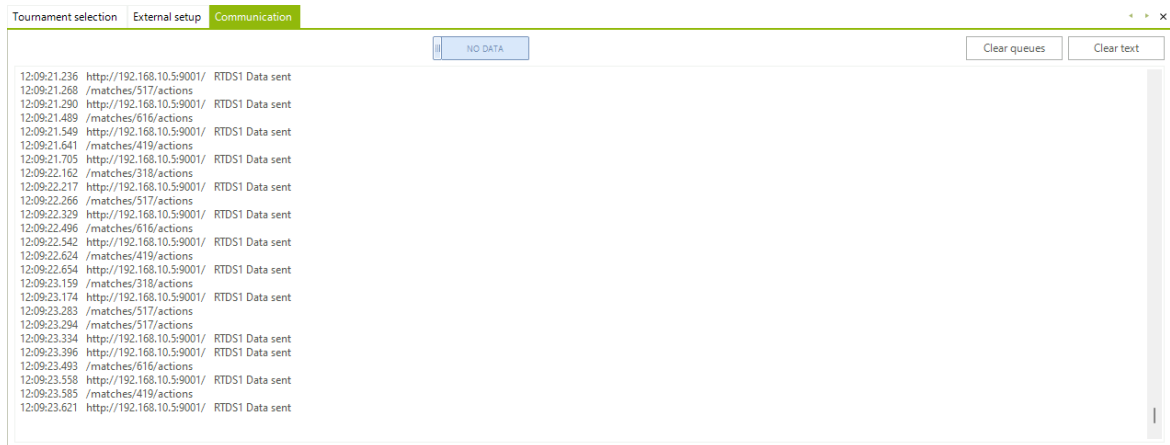 Tournament selection External setup Communication
NO DATA Clear queues Clear text
12:09:21.236 http://192.168.10.5:9001/ RTDS1 Data sent
12:09:21.268 /matches/517/actions
12:09:21.290 http://192.168.10.5:9001/ RTDS1 Data sent
12:09:21.489 /matches/616/actions
12:09:21.549 http://192.168.10.5:9001/ RTDS1 Data sent
12:09:21.641 /matches/419/actions
12:09:21.705 http://192.168.10.5:9001/ RTDS1 Data sent
12:09:22.162 /matches/318/actions
12:09:22.217 http://192.168.10.5:9001/ RTDS1 Data sent
12:09:22.266 /matches/517/actions
12:09:22.329 http://192.168.10.5:9001/ RTDS1 Data sent
12:09:22.496 /matches/616/actions
12:09:22.542 http://192.168.10.5:9001/ RTDS1 Data sent
12:09:22.624 /matches/419/actions
12:09:22.654 http://192.168.10.5:9001/ RTDS1 Data sent
12:09:23.159 /matches/318/actions
12:09:23.174 http://192.168.10.5:9001/ RTDS1 Data sent
12:09:23.283 /matches/517/actions
12:09:23.294 /matches/517/actions
12:09:23.334 http://192.168.10.5:9001/ RTDS1 Data sent
12:09:23.396 http://192.168.10.5:9001/ RTDS1 Data sent
12:09:23.493 /matches/616/actions
12:09:23.558 http://192.168.10.5:9001/ RTDS1 Data sent
12:09:23.585 /matches/419/actions
12:09:23.621 http://192.168.10.5:9001/ RTDS1 Data sent